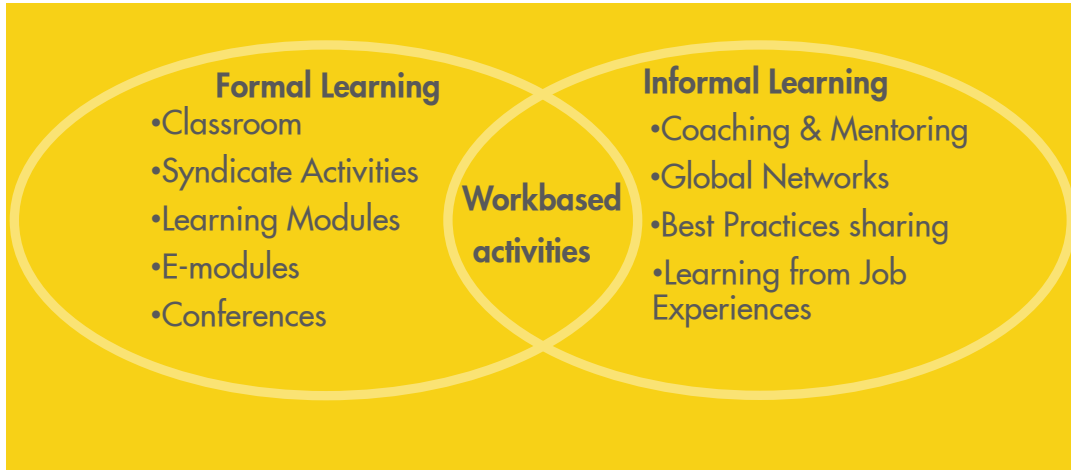 Formal Learning
•Classroom
•Syndicate Activities
•Learning Modules
•E-modules
•Conferences
Workbased
activities
Informal Learning
•Coaching & Mentoring
•Global Networks
•Best Practices sharing
•Learning from Job
Experiences